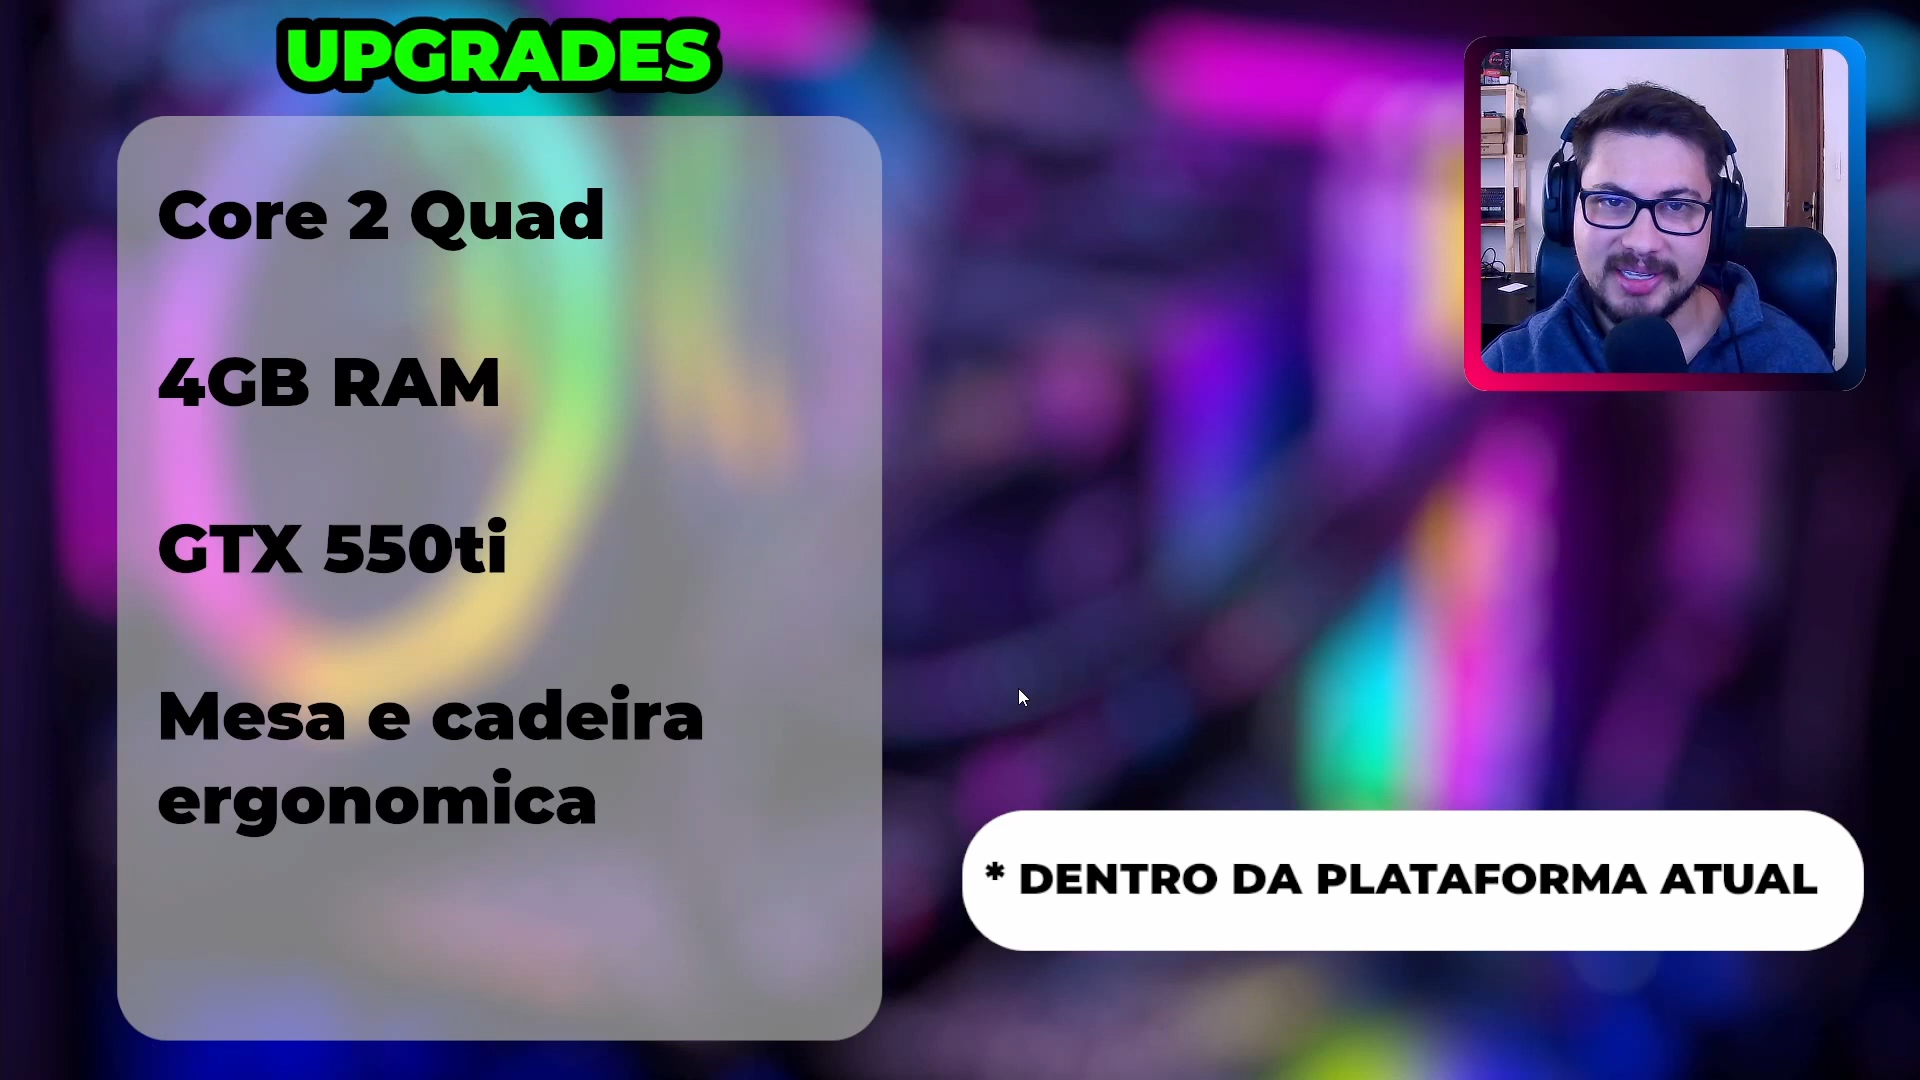 UPGRADES
Core 2 Quad
4GB RAM
GTX 550ti
Mesa e cadeira
ergonomica
* DENTRO DA PLATAFORMA ATUAL